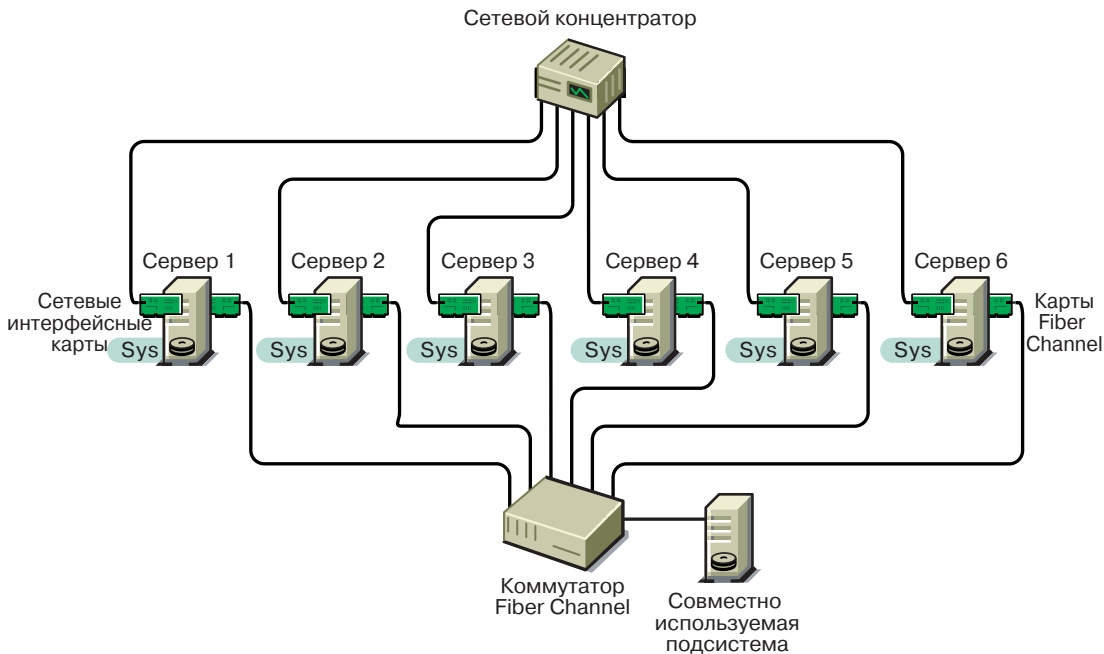 Сетевой концентратор
Сервер 1
Сервер 2
Сервер 3
Сервер 4
Сервер 5
Сервер 6
Сетевые
интерфейсные
карты
Sys
Sys
Sys
Sys
Sys
Sys
Карты
Fiber
Channel
Коммутатор
Fiber Channel
Совместно
используемая
подсистема